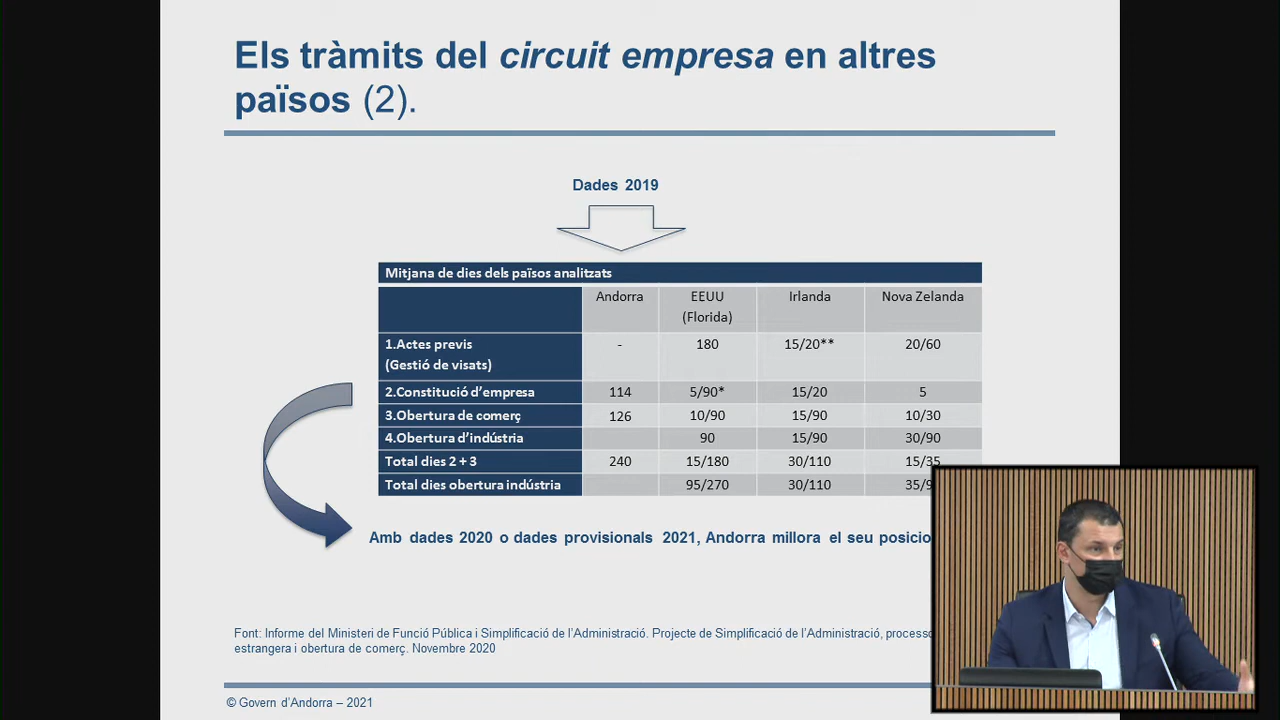 Els tràmits del circuit empresa en altres
països (2).
Dades 2019
Mitjana de dies dels països analitzats
Andorra EEUU (Florida) Irlanda Nova Zelanda
1.Actes previs (Gestió de visats) - 180 15/20** 20/60
2.Constitució d'empresa 114 5/90* 15/20 5
3.Obertura de comerç 126 10/90 15/90 10/30
4.Obertura d'indústria 90 15/90 30/90
Total dies 2 + 3 240 15/180 30/110 15/35
Total dies obertura indústria 95/270 30/110
Amb dades 2020 o dades provisionals 2021, Andorra millora el seu
Font: Informe del Ministeri de Funció Pública i Simplificació de l'Administració. Projecte de Simplificació de l'Administració,
estrangera i obertura de comerç. Novembre 2020
© Govern d'Andorra – 2021